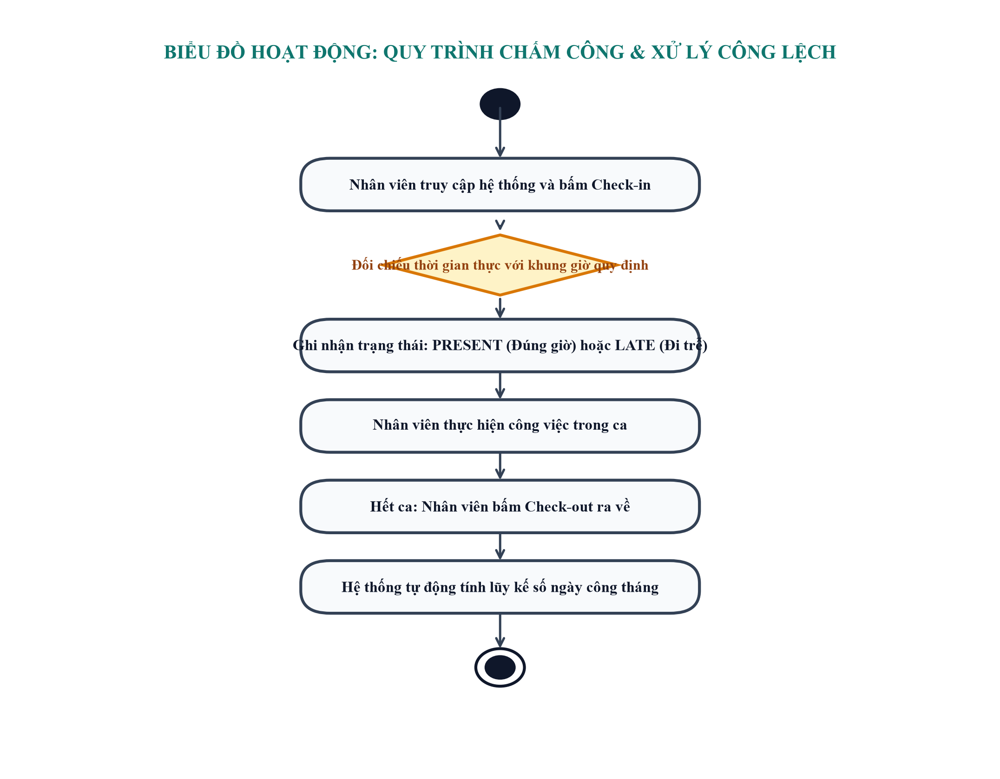 BIỂU ĐỒ HOẠT ĐỘNG: QUY TRÌNH CHẤM CÔNG & XỬ LÝ CÔNG LỆCH
Nhân viên truy cập hệ thống và bấm Check-in
Đối chiếu thời gian thực với khung giờ quy định
Ghi nhận trạng thái: PRESENT (Đúng giờ) hoặc LATE (Đi trễ)
Nhân viên thực hiện công việc trong ca
Hết ca: Nhân viên bấm Check-out ra về
Hệ thống tự động tính lũy kế số ngày công tháng